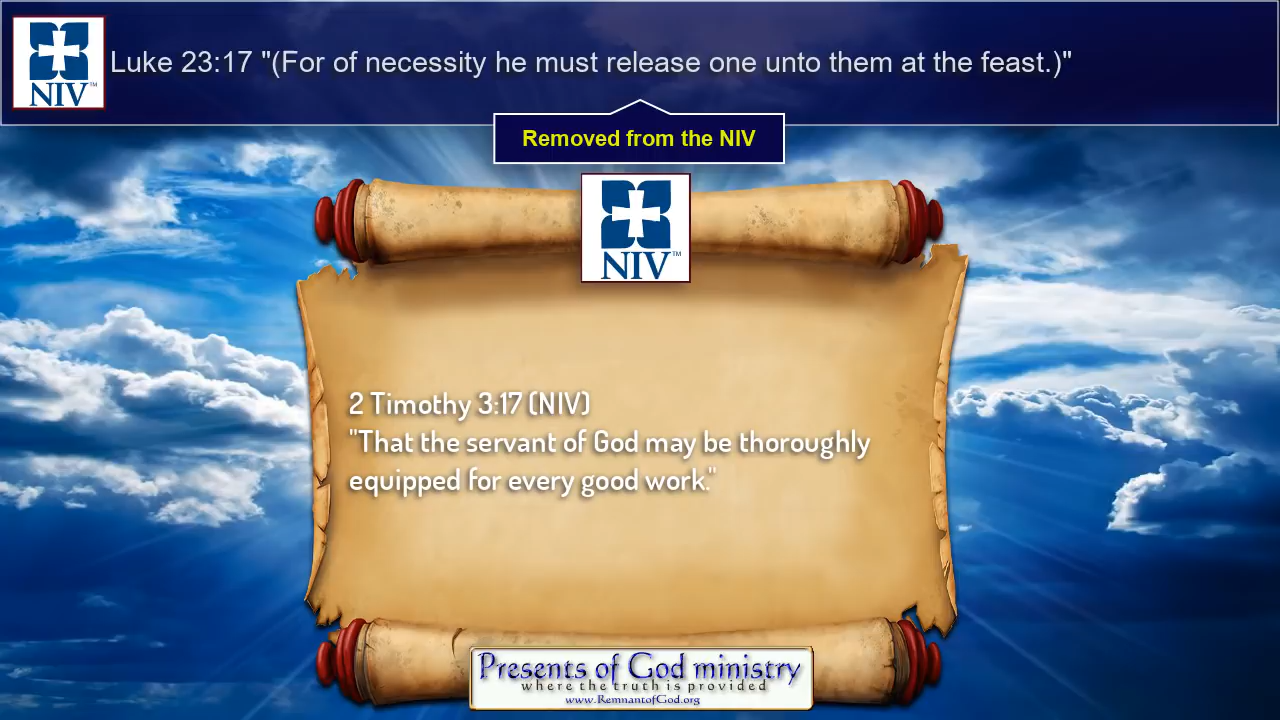 NIV™
Luke 23:17 "(For of necessity he must release one unto them at the feast.)"
Removed from the NIV
NIV™
2 Timothy 3:17 (NIV)
"That the servant of God may be thoroughly
equipped for every good work."
Presents of God ministry
where the truth is provided
www.RemnantofGod.org